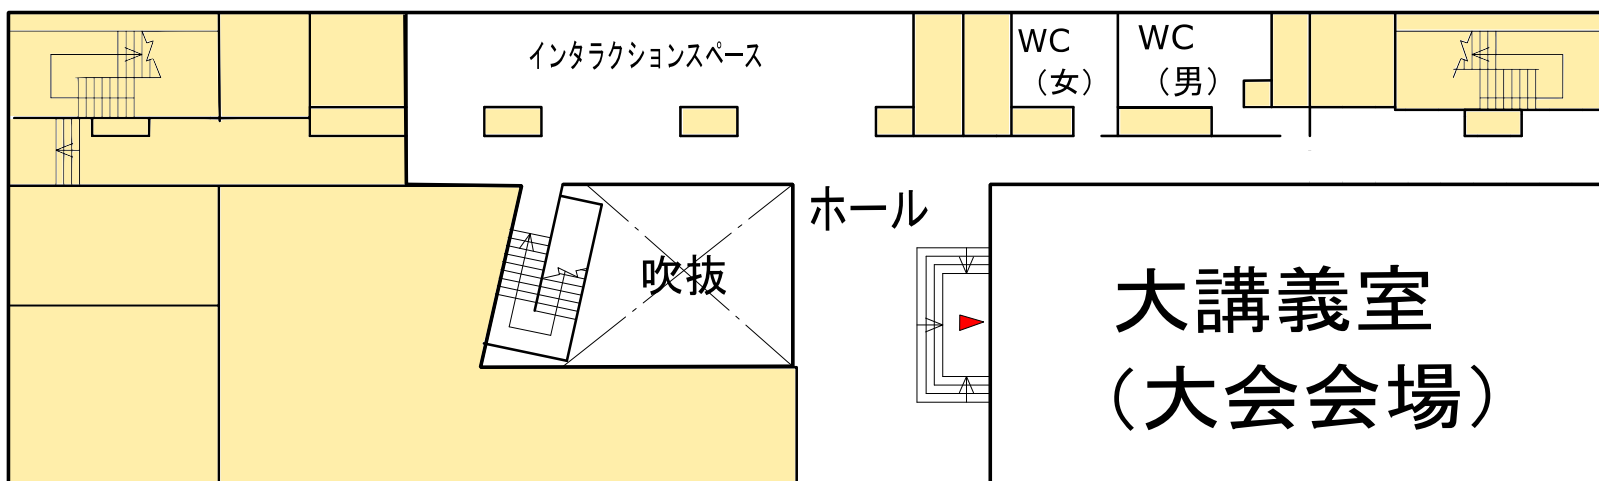 インタラクションスペース
WC
（女）
WC
（男）
ホール
吹抜
大講義室
（大会会場）